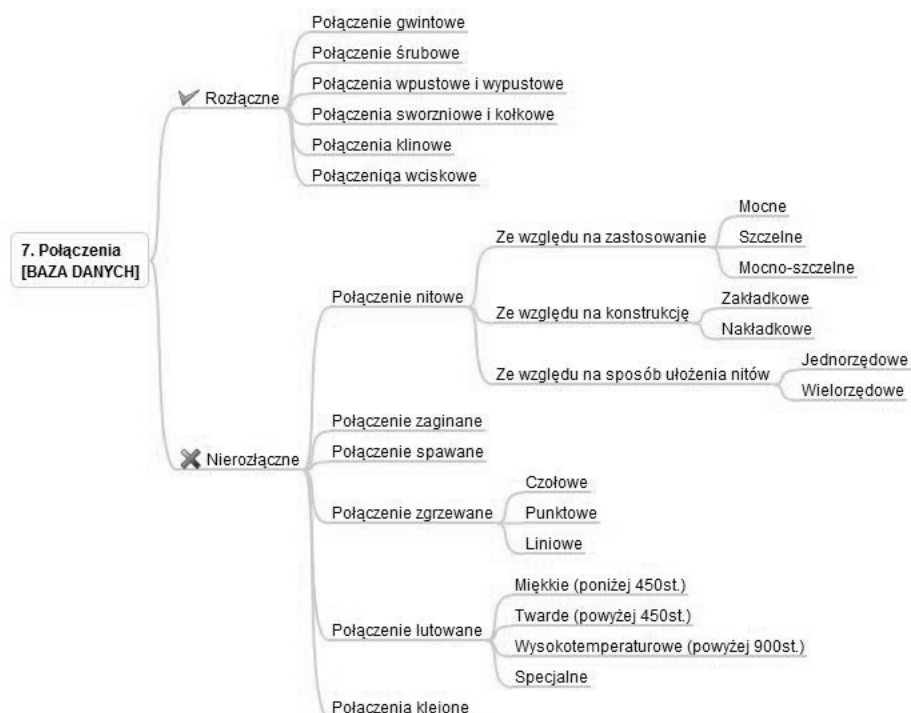 7. Połączenia
[BAZA DANYCH]
Rozłączne
Połączenie gwintowe
Połączenie śrubowe
Połączenia wpustowe i wypustowe
Połączenia sworzniowe i kołkowe
Połączenia klinowe
Połączeniqa wciskowe
Nierozłączne
Połączenie nitowe
Ze względu na zastosowanie
Mocne
Szczelne
Mocno-szczelne
Ze względu na konstrukcję
Zakładkowe
Nakładkowe
Ze względu na sposób ułożenia nitów
Jednorzędowe
Wielorzędowe
Połączenie zaginane
Połączenie spawane
Połączenie zgrzewane
Czołowe
Punktowe
Liniowe
Połączenie lutowane
Miękkie (poniżej 450st.)
Twarde (powyżej 450st.)
Wysokotemperaturowe (powyżej 900st.)
Specjalne
Połączenia klejone